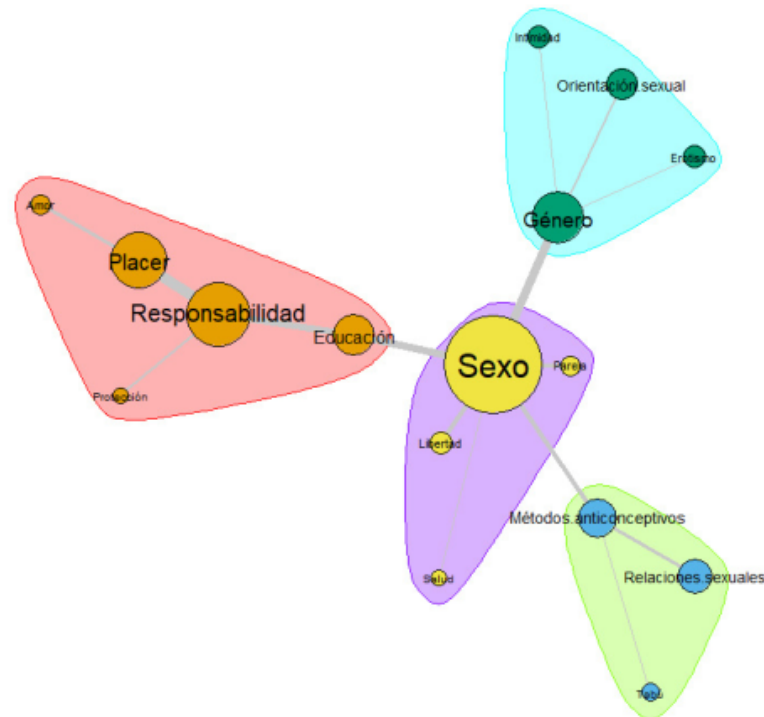 Intimidad
Orientación.sexual
Erotismo
Amor
Género
Placer
Responsabilidad
Educación
Sexo
Pareja
Protección
Libertad
Métodos.anticonceptivos
Salud
Relaciones.sexuales
Tabú